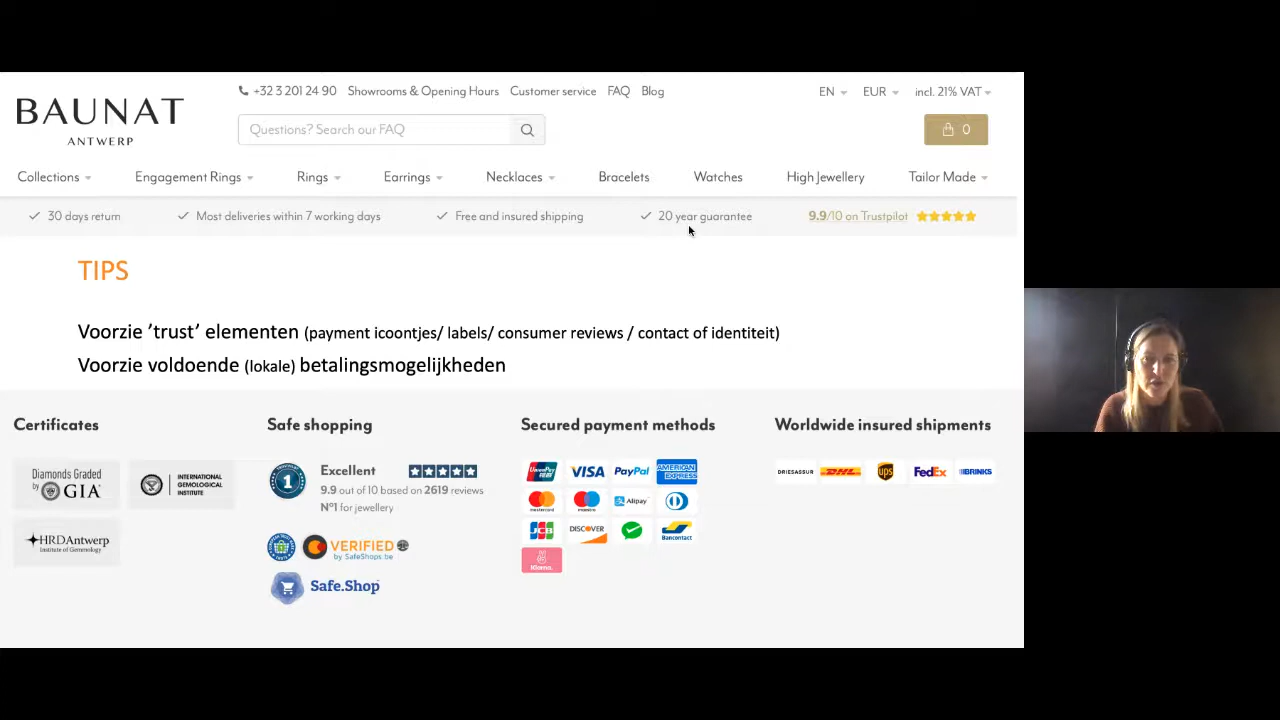 BAUNAT
ANTWERP
+32 3 201 24 90 Showrooms & Opening Hours Customer service FAQ Blog
EN EUR incl. 21% VAT
Questions? Search our FAQ
0
Collections Engagement Rings Rings Earrings Necklaces Bracelets Watches High Jewellery Tailor Made
30 days return Most deliveries within 7 working days Free and insured shipping 20 year guarantee 9.9/10 on Trustpilot
TIPS
Voorzie ’trust’ elementen (payment icoontjes/ labels/ consumer reviews / contact of identiteit)
Voorzie voldoende (lokale) betalingsmogelijkheden
Certificates
Diamonds Graded
by GIA
INTERNATIONAL
GEMOLOGICAL
INSTITUTE
HRDAntwerp
Institute of Gemmology
Safe shopping
1
Excellent
9.9 out of 10 based on 2619 reviews
N°1 for jewellery
VERIFIED
by SafeShops.be
Safe.Shop
Secured payment methods
UnionPay VISA PayPal AMERICAN EXPRESS
mastercard maestro Alipay
JCB DISCOVER Bancontact
Klarna.
Worldwide insured shipments
DRIESASSUR DHL ups FedEx BRINKS